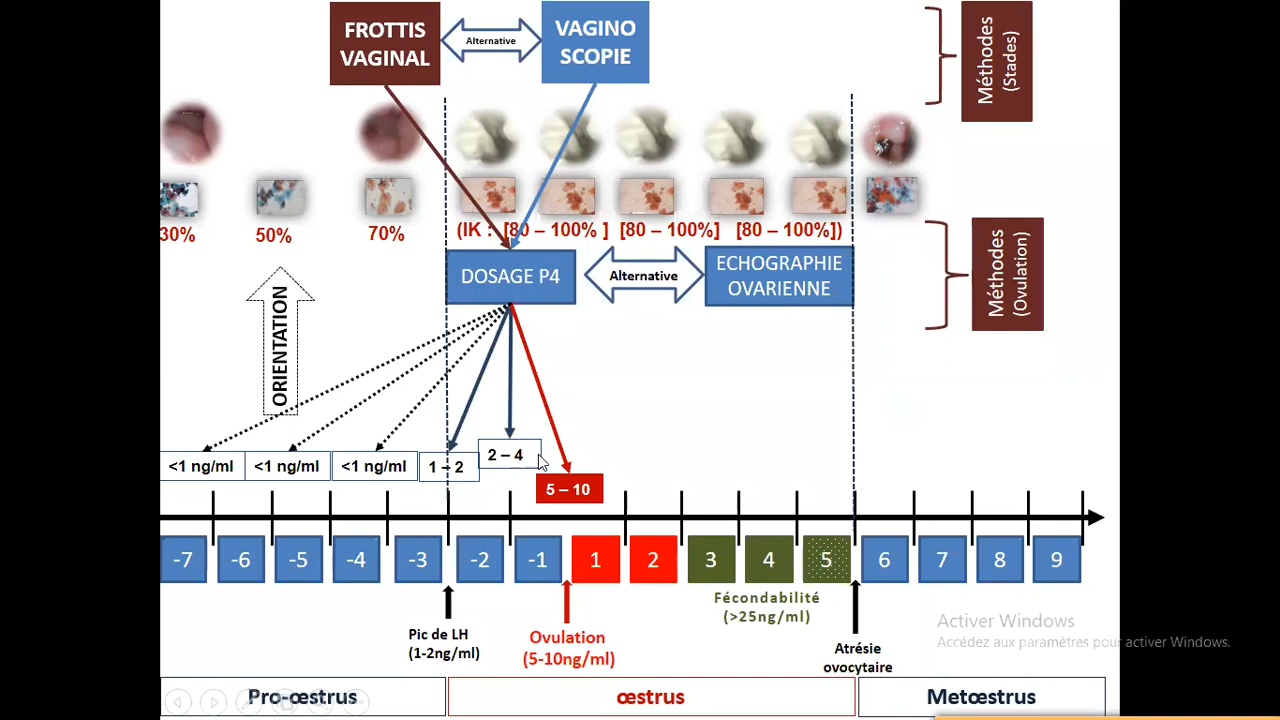 FROTTIS
VAGINAL
Alternative
VAGINO
SCOPIE
Méthodes
(Stades)
30%
50%
70%
(IK : [80 – 100% ] [80 – 100%] [80 – 100%])
DOSAGE P4
Alternative
ECHOGRAPHIE
OVARIENNE
Méthodes
(Ovulation)
ORIENTATION
<1 ng/ml
<1 ng/ml
<1 ng/ml
1 – 2
2 – 4
5 – 10
-7 -6 -5 -4 -3 -2 -1 1 2 3 4 5 6 7 8 9
Fécondabilité
(>25ng/ml)
Pic de LH
(1-2ng/ml)
Ovulation
(5-10ng/ml)
Atrésie
ovocytaire
Activer Windows
Accédez aux paramètres pour activer Windows.
Pro-œstrus
œstrus
Metœstrus